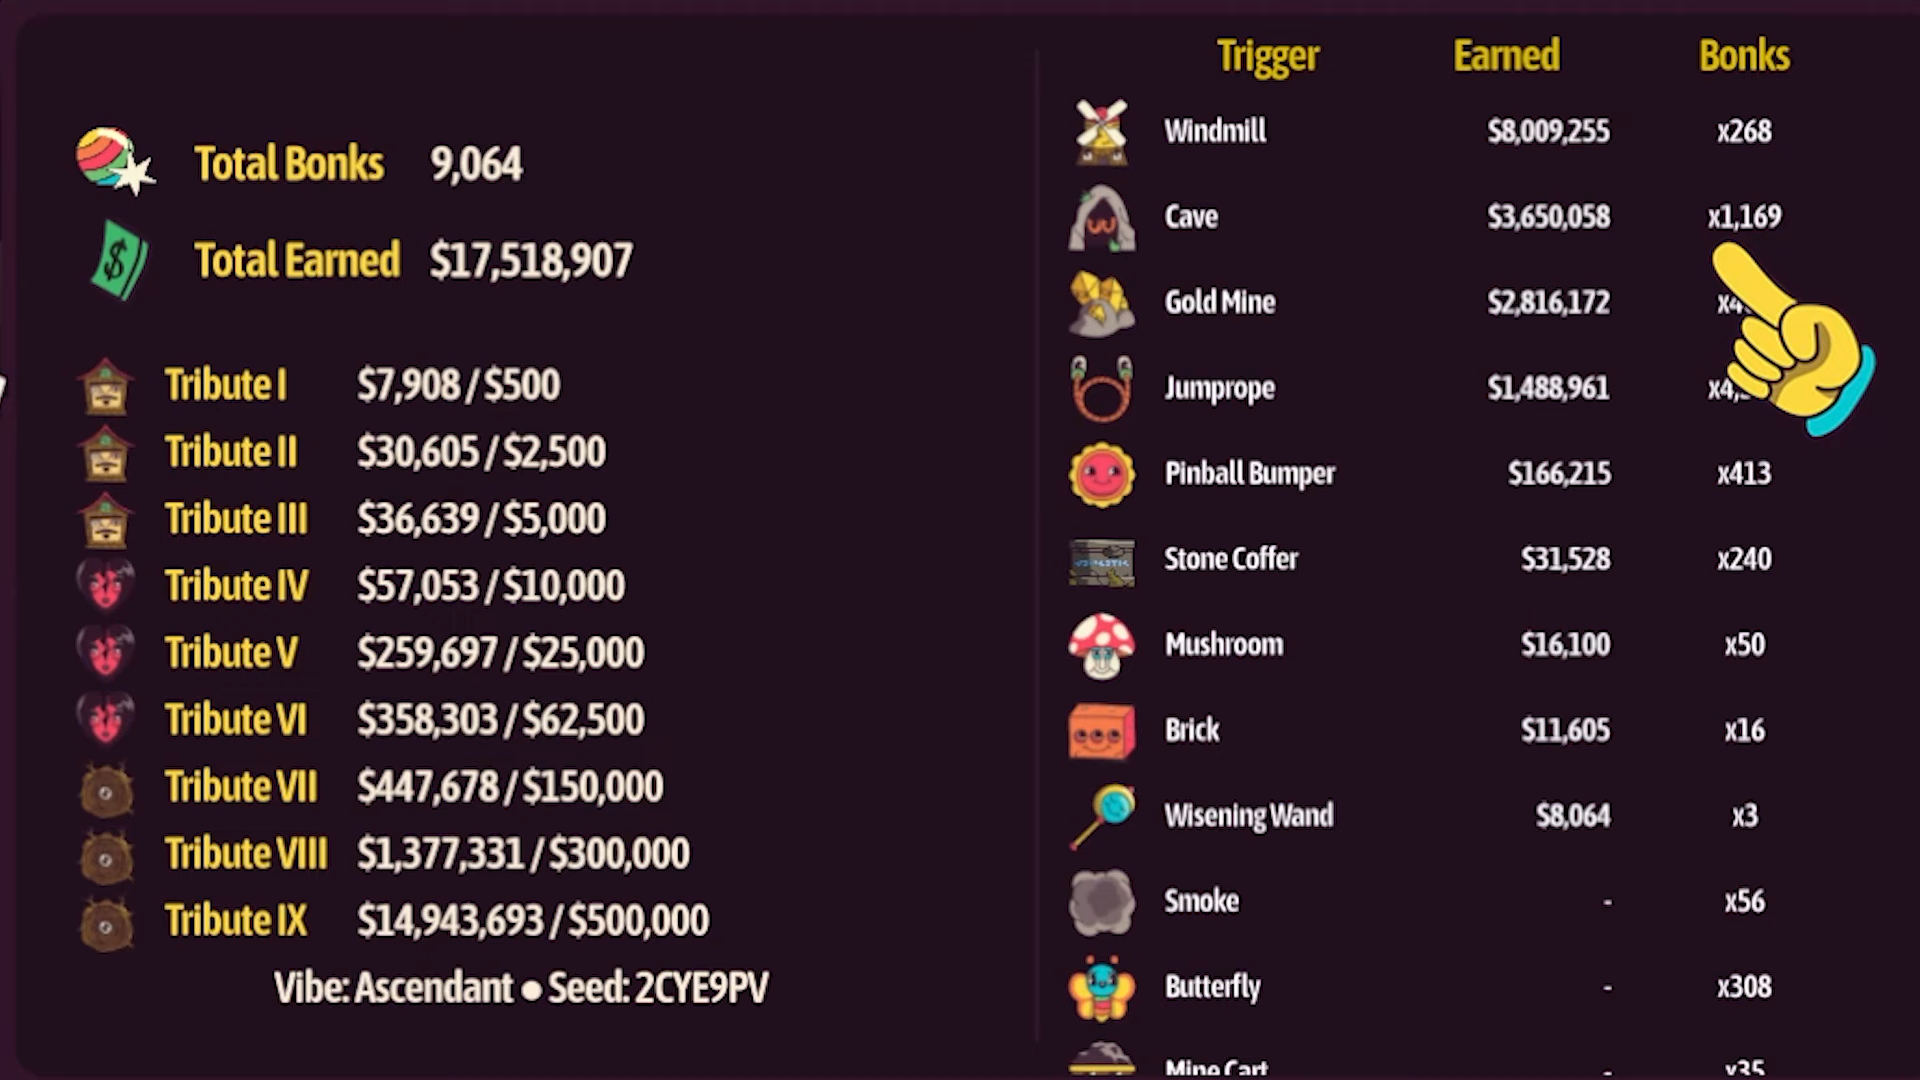 Total Bonks 9,064
Total Earned $17,518,907
Tribute I $7,908 / $500
Tribute II $30,605 / $2,500
Tribute III $36,639 / $5,000
Tribute IV $57,053 / $10,000
Tribute V $259,697 / $25,000
Tribute VI $358,303 / $62,500
Tribute VII $447,678 / $150,000
Tribute VIII $1,377,331 / $300,000
Tribute IX $14,943,693 / $500,000
Vibe: Ascendant ● Seed: 2CYE9PV
Trigger Earned Bonks
Windmill $8,009,255 x268
Cave $3,650,058 x1,169
Gold Mine $2,816,172
Jumprope $1,488,961
Pinball Bumper $166,215 x413
Stone Coffer $31,528 x240
Mushroom $16,100 x50
Brick $11,605 x16
Wisening Wand $8,064 x3
Smoke - x56
Butterfly - x308
Mine Cart - x35